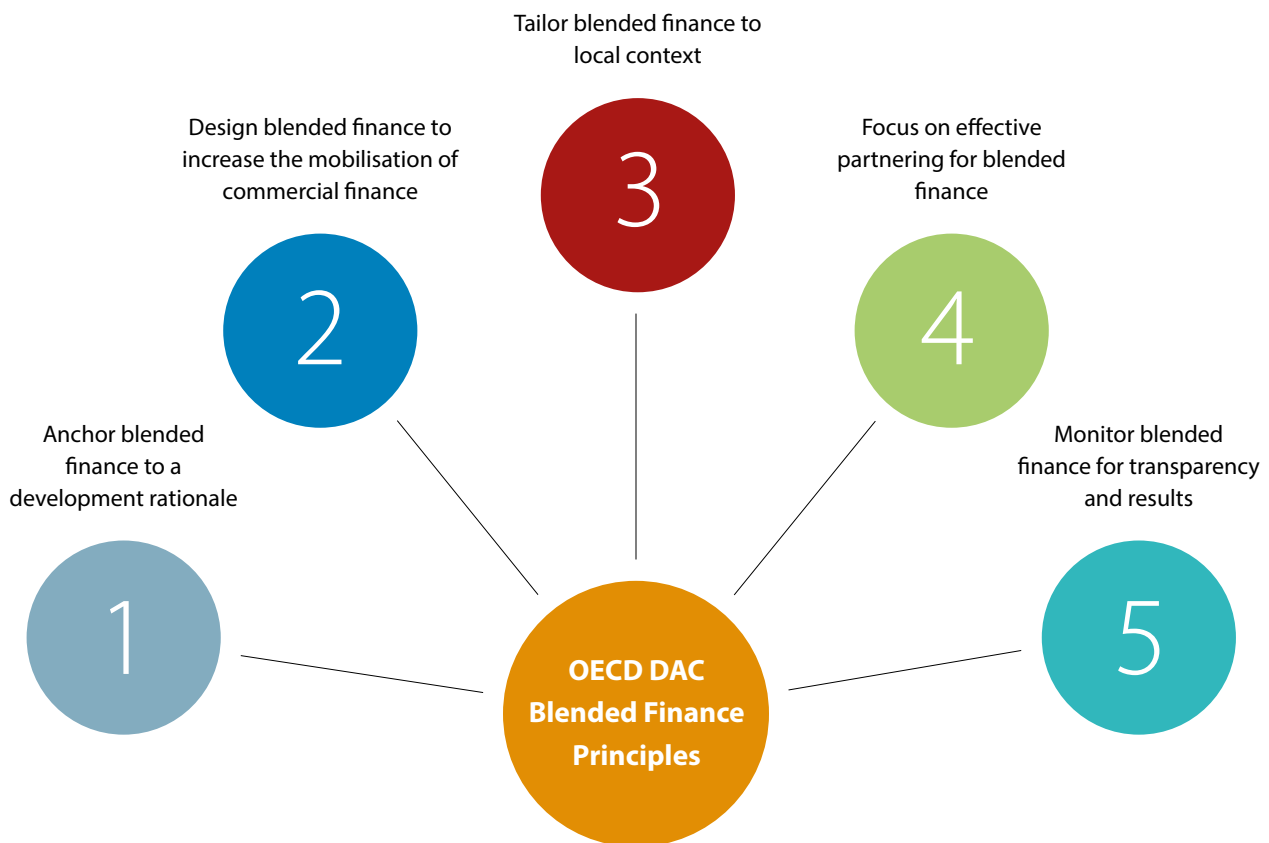 Tailor blended finance to
local context
3
Design blended finance to
increase the mobilisation of
commercial finance
2
Focus on effective
partnering for blended
finance
4
Anchor blended
finance to a
development rationale
1
Monitor blended
finance for transparency
and results
5
OECD DAC
Blended Finance
Principles